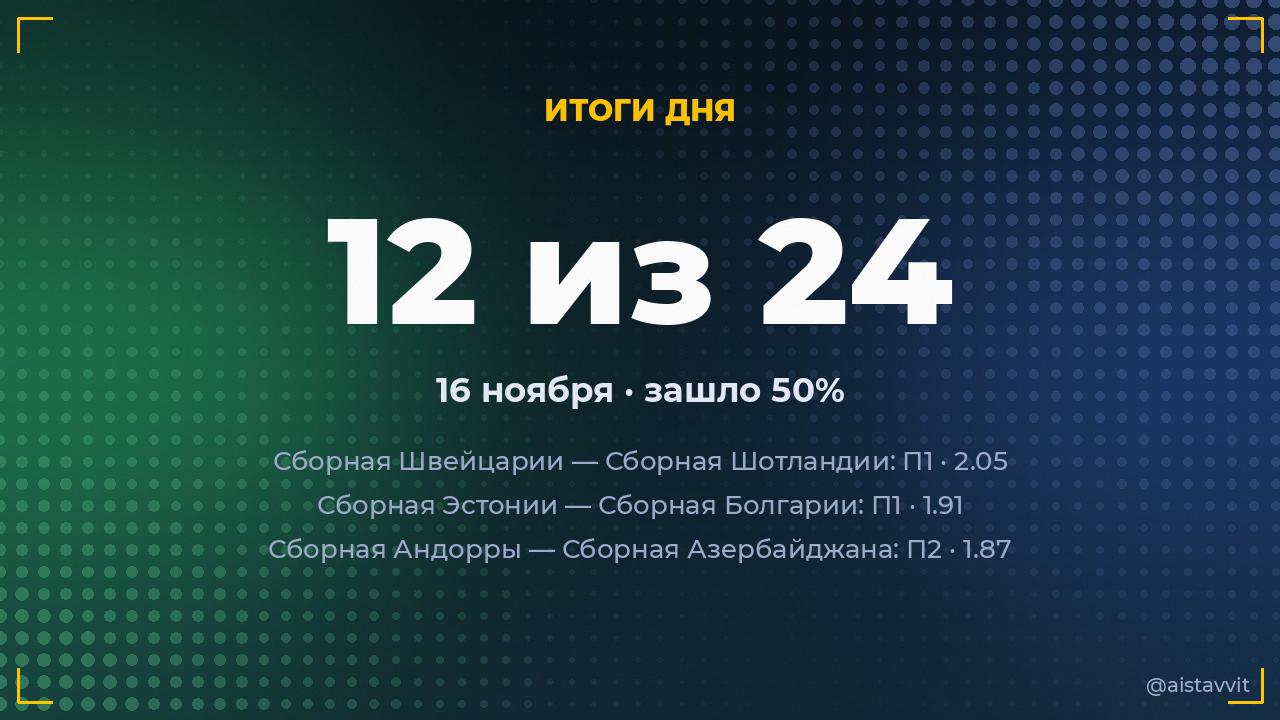 ИТОГИ ДНЯ
12 из 24
16 ноября · зашло 50%
Сборная Швейцарии — Сборная Шотландии: П1 · 2.05
Сборная Эстонии — Сборная Болгарии: П1 · 1.91
Сборная Андорры — Сборная Азербайджана: П2 · 1.87
@aistavvit